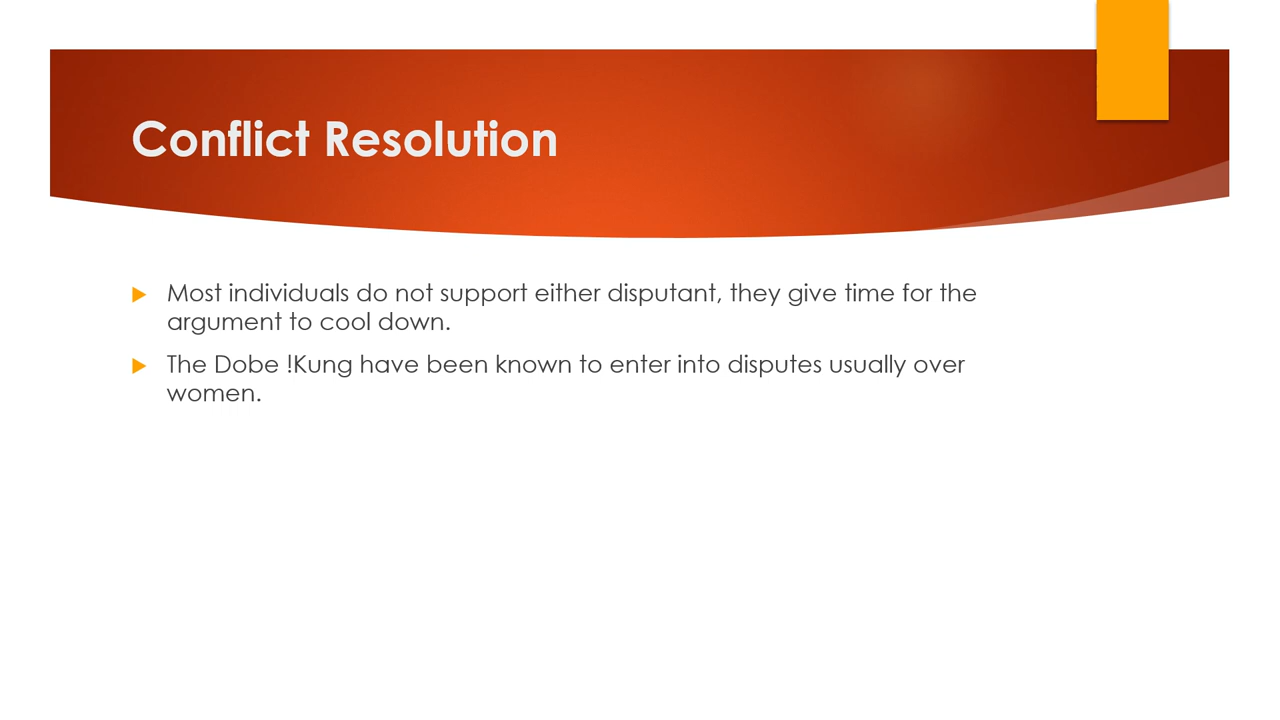 Conflict Resolution
Most individuals do not support either disputant, they give time for the
argument to cool down.
The Dobe !Kung have been known to enter into disputes usually over
women.